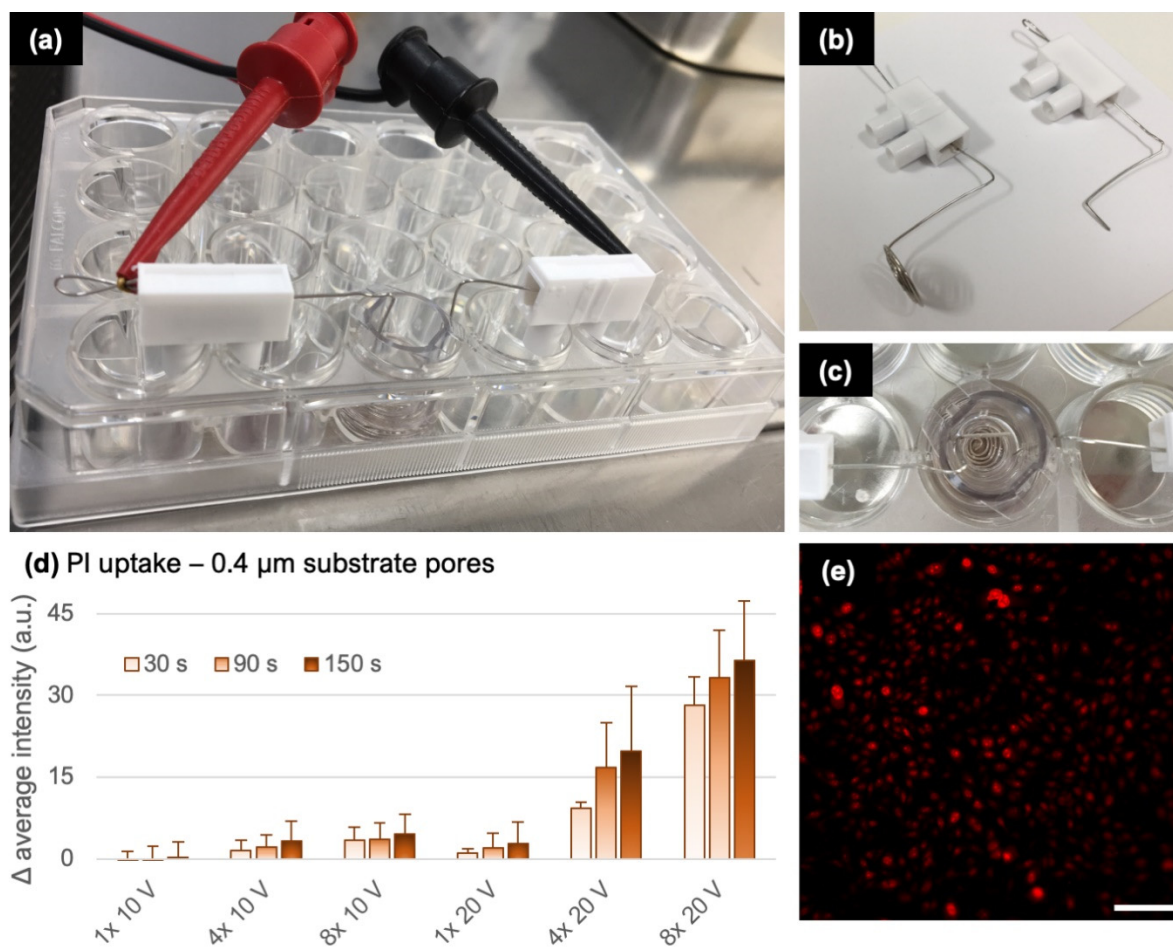 (a)
FALCON
(b)
(c)
(d) PI uptake – 0.4 µm substrate pores
Δ average intensity (a.u.)
45
30
15
0
30 s 90 s 150 s
1x 10 V
4x 10 V
8x 10 V
1x 20 V
4x 20 V
8x 20 V
(e)